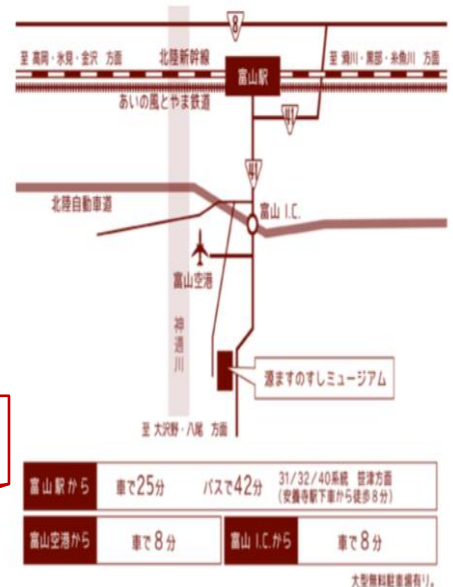 8
至 高岡・氷見・金沢 方面
北陸新幹線
富山駅
至 滑川・黒部・糸魚川 方面
あいの風とやま鉄道
41
41
北陸自動車道
富山 I.C.
富山空港
神通川
源ますのすしミュージアム
至 大沢野・八尾 方面
富山駅から 車で25分 バスで42分 31/32/40系統 笹津方面
(安養寺駅下車から徒歩8分)
富山空港から 車で8分 富山 I.C.から 車で8分
大型無料駐車場有り。